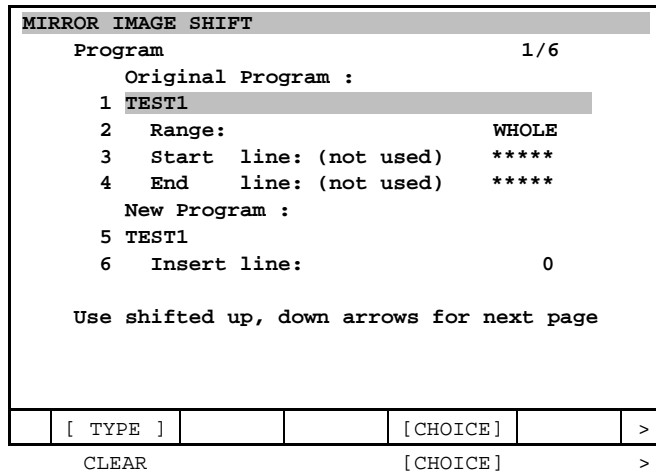 MIRROR IMAGE SHIFT
Program 1/6
Original Program :
1 TEST1
2 Range: WHOLE
3 Start line: (not used) *****
4 End line: (not used) *****
New Program :
5 TEST1
6 Insert line: 0
Use shifted up, down arrows for next page
[ TYPE ] [CHOICE] >
CLEAR [CHOICE] >